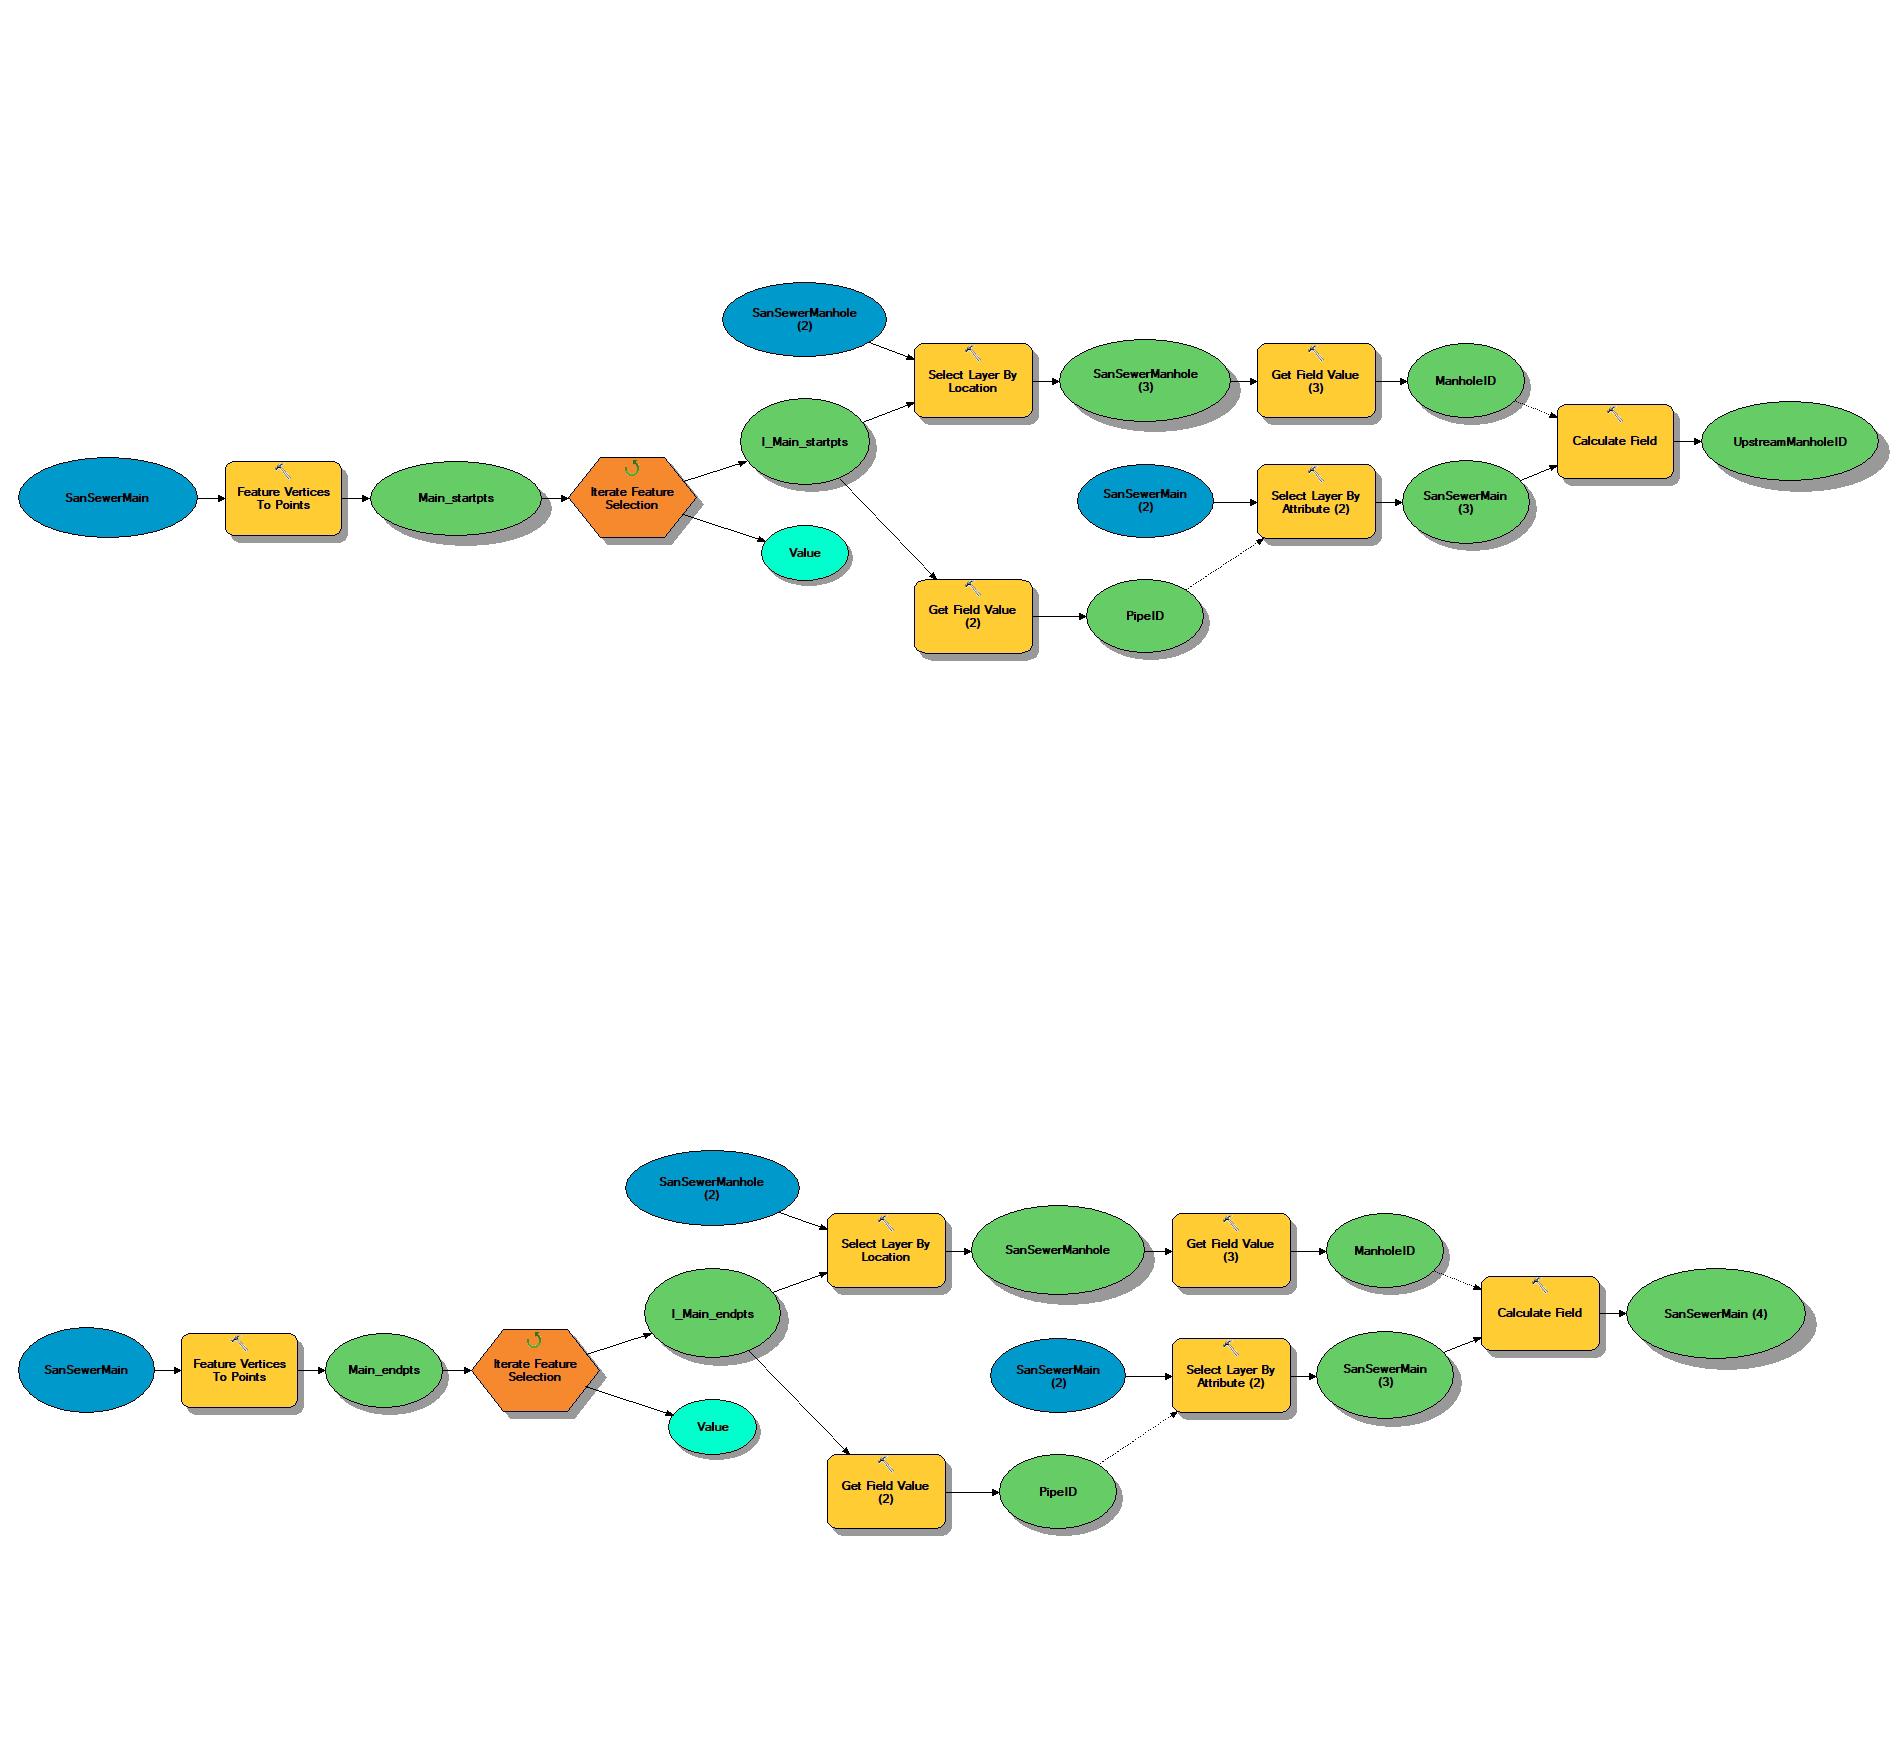 SanSewerManhole
(2)
Select Layer By
Location
SanSewerManhole
(3)
Get Field Value
(3)
ManholeID
Calculate Field
UpstreamManholeID
I_Main_startpts
SanSewerMain
Feature Vertices
To Points
Main_startpts
Iterate Feature
Selection
Value
SanSewerMain
(2)
Select Layer By
Attribute (2)
SanSewerMain
(3)
Get Field Value
(2)
PipeID
SanSewerManhole
(2)
Select Layer By
Location
SanSewerManhole
Get Field Value
(3)
ManholeID
Calculate Field
SanSewerMain (4)
I_Main_endpts
SanSewerMain
Feature Vertices
To Points
Main_endpts
Iterate Feature
Selection
Value
SanSewerMain
(2)
Select Layer By
Attribute (2)
SanSewerMain
(3)
Get Field Value
(2)
PipeID